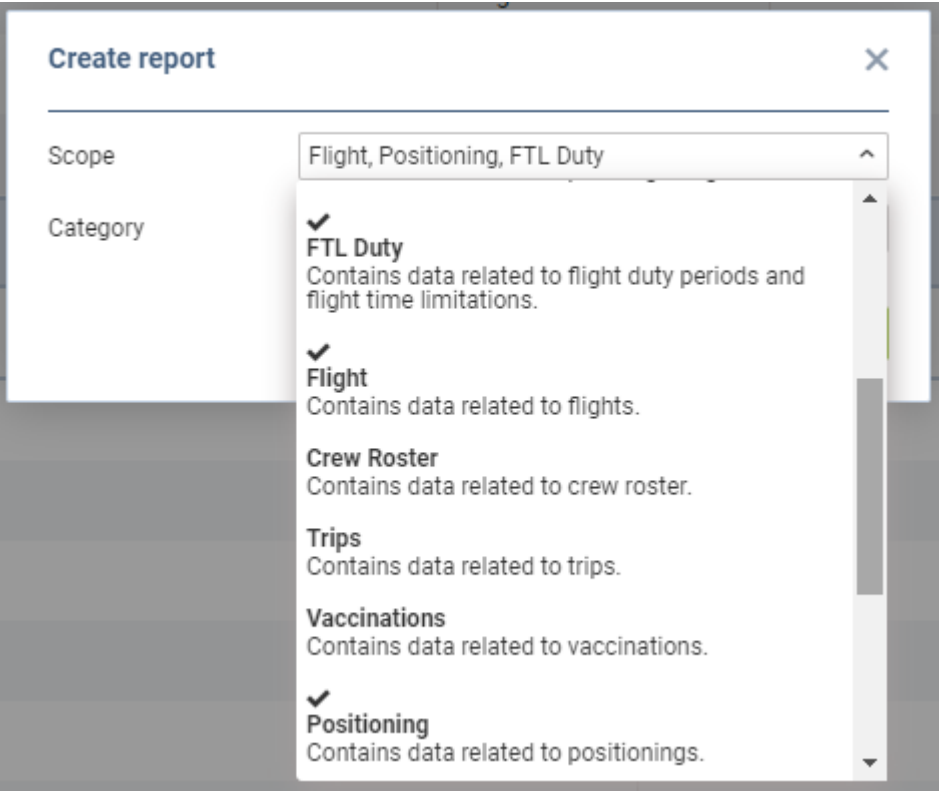 Create report
Scope
Flight, Positioning, FTL Duty
Category
FTL Duty
Contains data related to flight duty periods and
flight time limitations.
Flight
Contains data related to flights.
Crew Roster
Contains data related to crew roster.
Trips
Contains data related to trips.
Vaccinations
Contains data related to vaccinations.
Positioning
Contains data related to positionings.